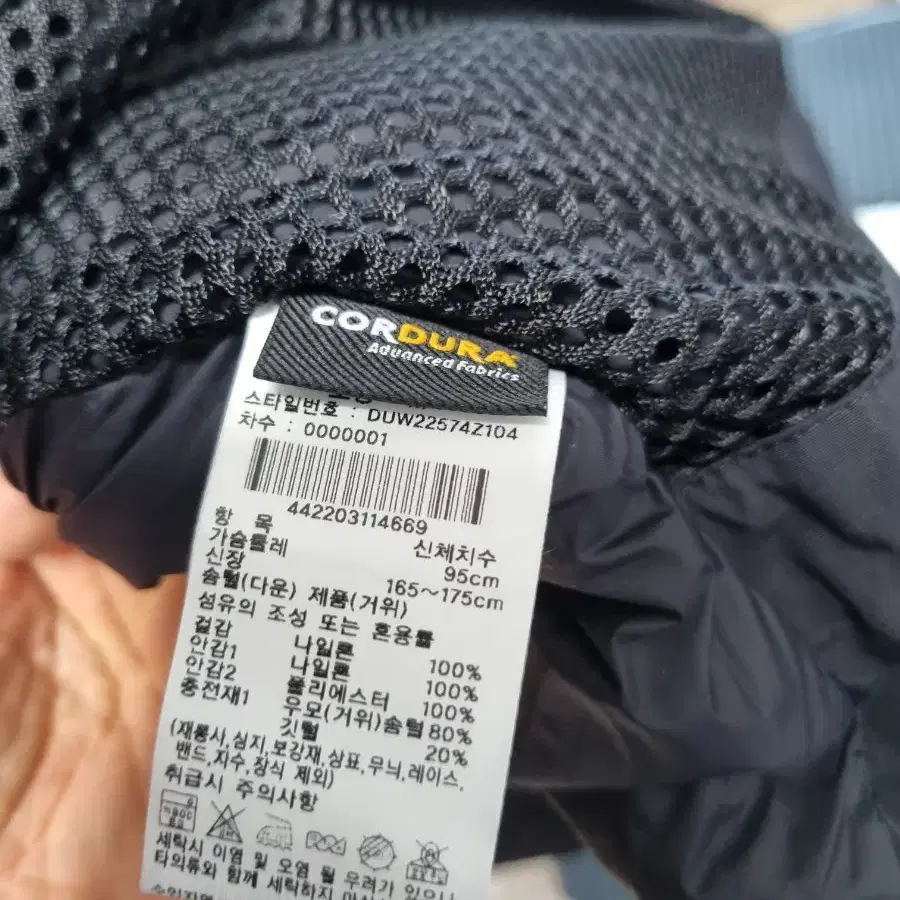 CORDURA
Advanced Fabrics
스타일번호 : DUW22574Z104
차수 : 0000001
442203114669
항 목 신체치수
가슴둘레 95cm
신장 165~175cm
솜털(다운) 제품(거위)
섬유의 조성 또는 혼용률
겉감 나일론 100%
안감1 나일론 100%
안감2 폴리에스터 100%
충전재1 우모(거위)솜털 80%
깃털 20%
(재봉시,심지,보강재,상표,무늬,레이스,
밴드,지수,장식 제외)
취급시 주의사항
세탁시 이염 및 오염 될 우려가 있으니
타의류와 함께 세탁하지